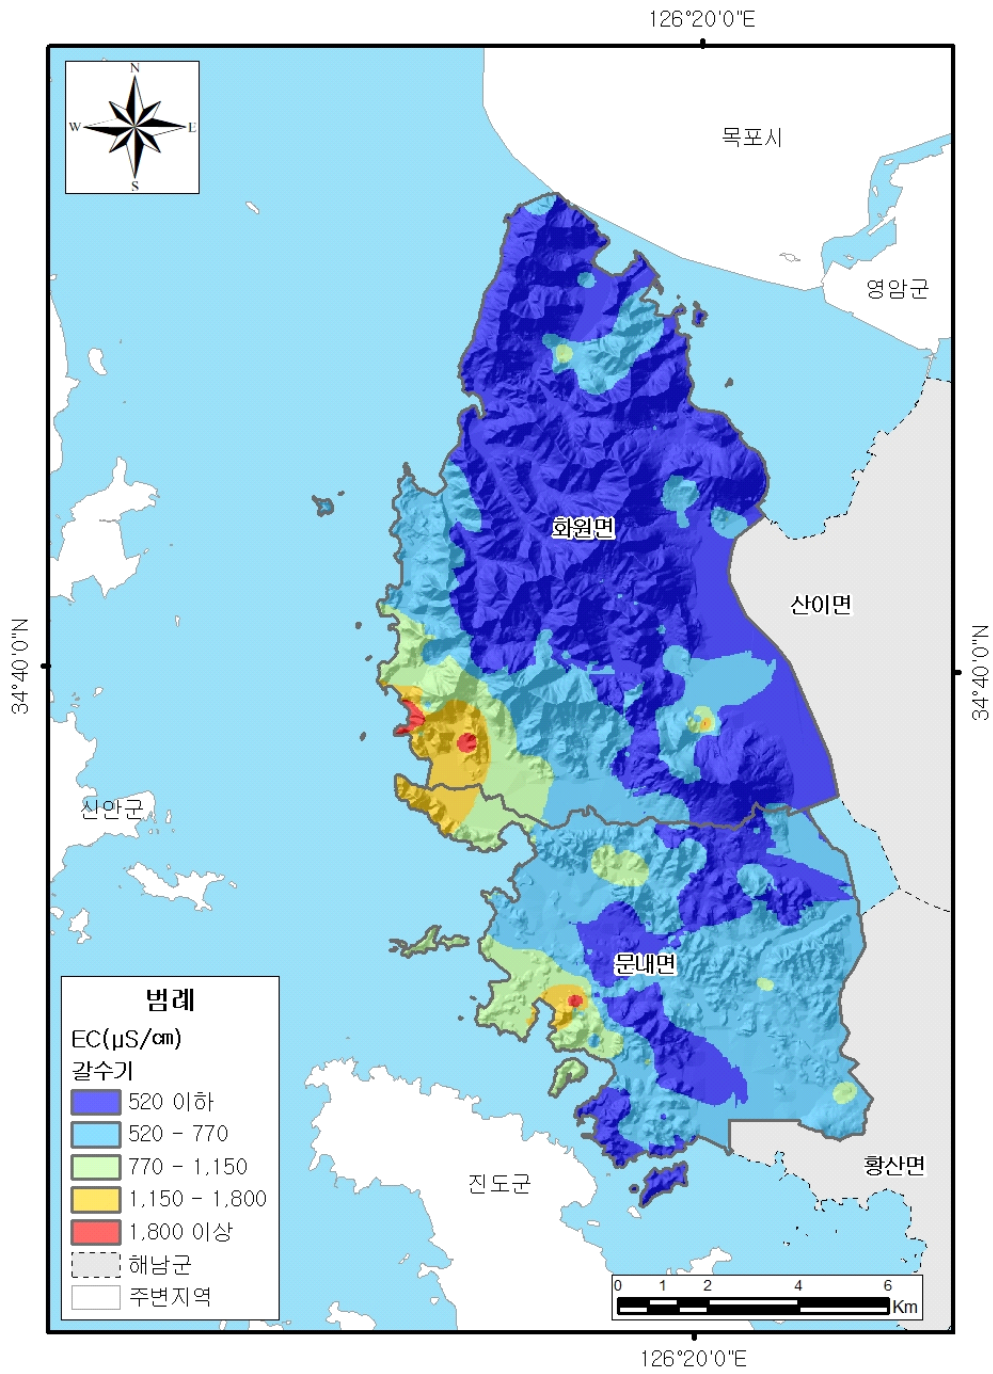 126°20'0"E
N
W
E
S
목포시
영암군
화원면
산이면
34°40'0"N
34°40'0"N
신안군
문내면
범례
EC(μS/㎝)
갈수기
520 이하
520 - 770
770 - 1,150
1,150 - 1,800
1,800 이상
해남군
주변지역
진도군
황산면
0 1 2 4 6
Km
126°20'0"E